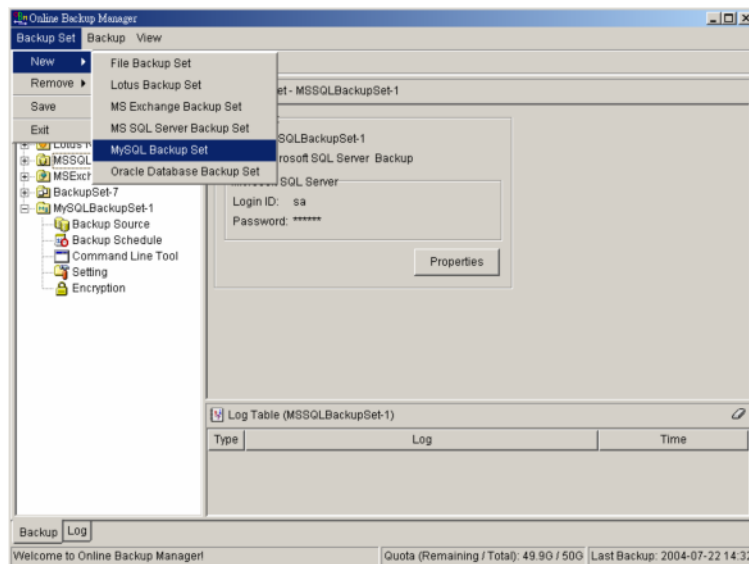 Online Backup Manager
Backup Set Backup View
New
Remove
Save
Exit
File Backup Set
Lotus Backup Set
MS Exchange Backup Set
MS SQL Server Backup Set
MySQL Backup Set
Oracle Database Backup Set
et - MSSQLBackupSet-1
SQLBackupSet-1
rosoft SQL Server Backup
SQL Server
Login ID: sa
Password: ******
Properties
Lotus
MSSQL
MSExch
BackupSet-7
MySQLBackupSet-1
Backup Source
Backup Schedule
Command Line Tool
Setting
Encryption
Log Table (MSSQLBackupSet-1)
Type Log Time
Backup Log
Welcome to Online Backup Manager!
Quota (Remaining / Total): 49.9G / 50G
Last Backup: 2004-07-22 14:32